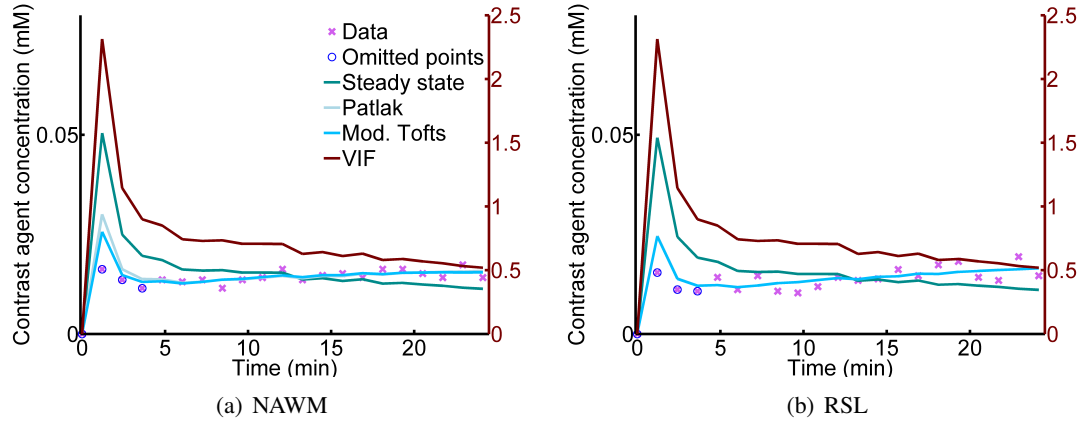 Contrast agent concentration (mM)
0.05
0
0
5
10
15
20
Time (min)
2.5
2
1.5
1
0.5
0
Data
Omitted points
Steady state
Patlak
Mod. Tofts
VIF
(a) NAWM
Contrast agent concentration (mM)
0.05
0
0
5
10
15
20
Time (min)
2.5
2
1.5
1
0.5
0
(b) RSL